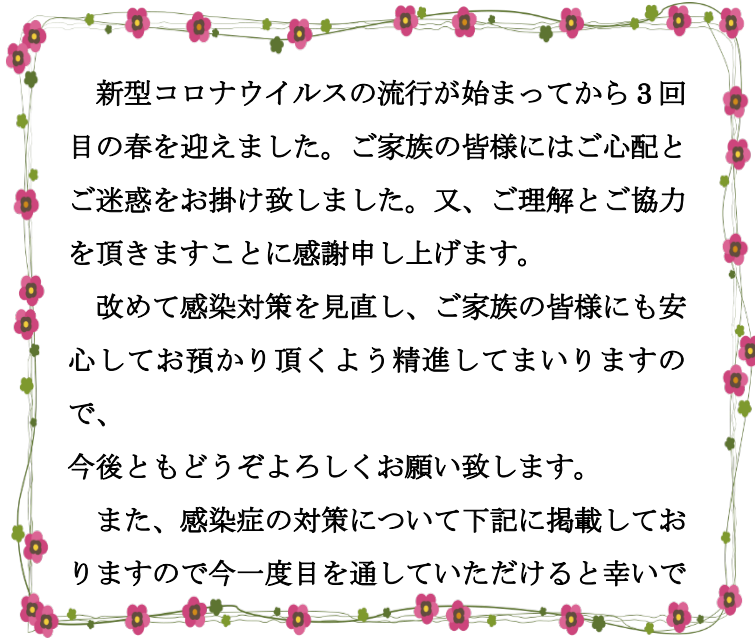 新型コロナウイルスの流行が始まってから３回
目の春を迎えました。ご家族の皆様にはご心配と
ご迷惑をお掛け致しました。又、ご理解とご協力
を頂きますことに感謝申し上げます。
改めて感染対策を見直し、ご家族の皆様にも安
心してお預かり頂くよう精進してまいりますの
で、
今後ともどうぞよろしくお願い致します。
また、感染症の対策について下記に掲載してお
りますので今一度目を通していただけると幸いで